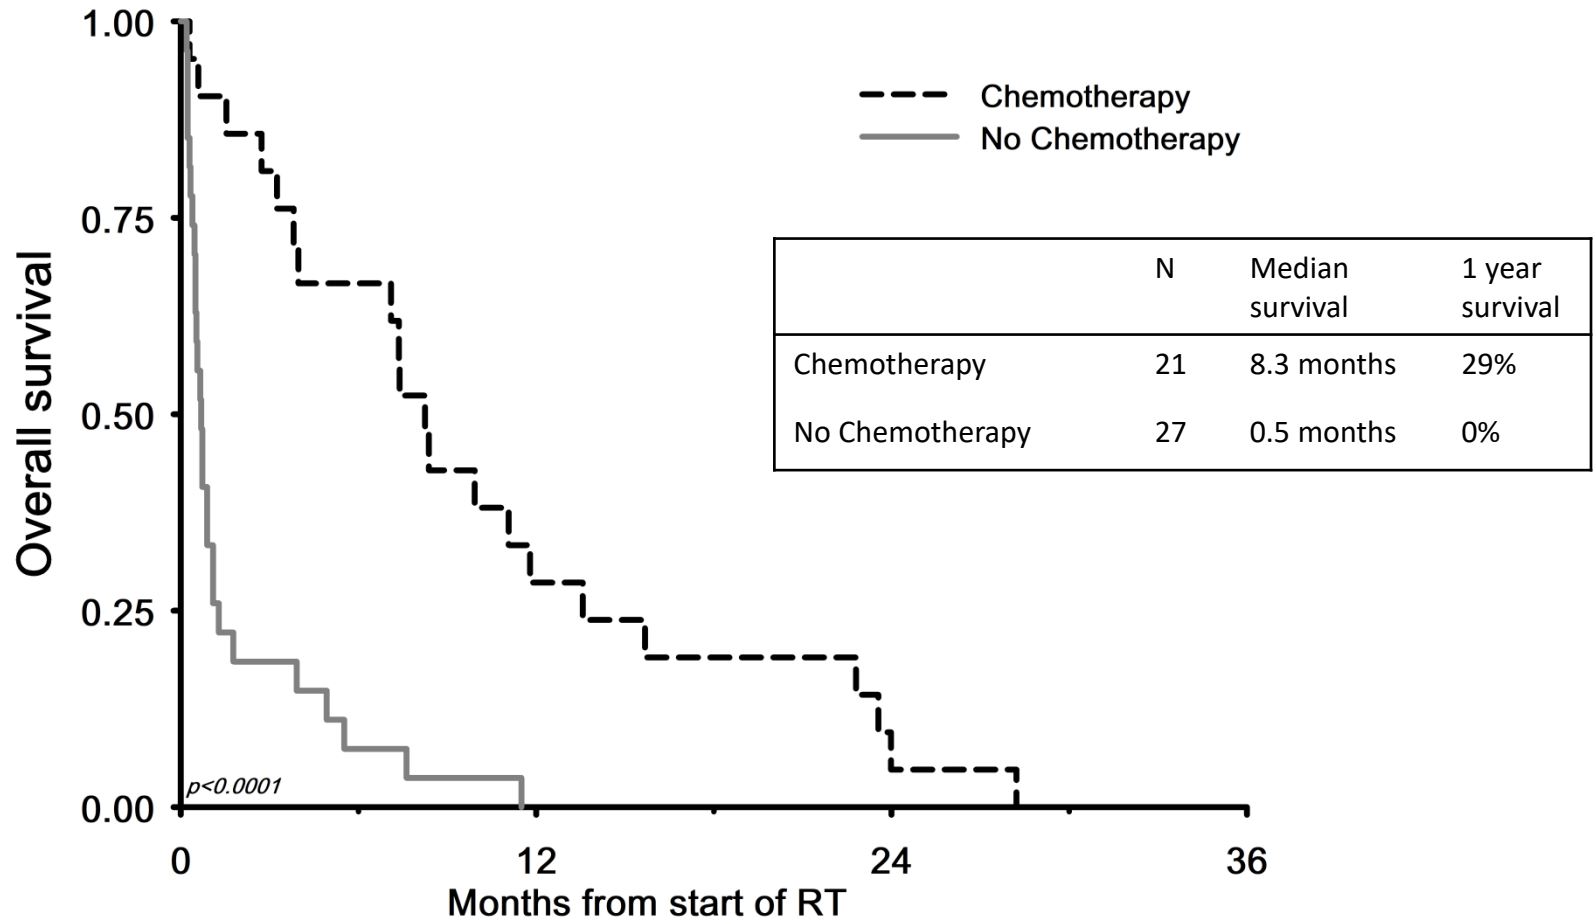 1.00
0.75
0.50
0.25
0.00
Overall survival
Chemotherapy
No Chemotherapy
N Median survival 1 year survival
Chemotherapy 21 8.3 months 29%
No Chemotherapy 27 0.5 months 0%
p<0.0001
0 12 24 36
Months from start of RT